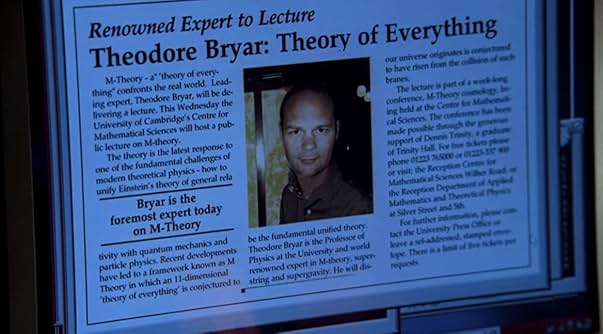 Renowned Expert to Lecture
Theodore Bryar: Theory of Everything
M-Theory - a" 'theory of every-
thing" confronts the real world. Lead-
ing expert, Theodore Bryar, will be de-
livering a lecture. This Wednesday the
University of Cambridge's Centre for
Mathematical Sciences will host a pub-
lic lecture on M-theory.
The theory is the latest response to
one of the fundamental challenges of
modern theoretical physics - how to
unify Einstein's theory of general rela
Bryar is the
foremost expert today
on M-Theory
tivity with quantum mechanics and
particle physics. Recent developments
have led to a framework known as M
Theory in which an 11-dimensional
'theory of everything' is conjectured to
be the fundamental unified theory.
Theodore Bryar is the Professor of
Physics at the University and world
renowned expert in M-theory, super-
string and supergravity. He will dis-
our universe originates is conjectured
to have risen from the collision of such
branes.
The lecture is part of a week-long
conference, M-Theory cosmology, be-
ing held at the Centre for Mathemati-
cal Sciences. The conference has been
made possible through the generous
support of Dennis Trinity, a graduate
of Trinity Hall. For free tickets please
phone 01223 765000 or 01223-337 900
or visit: the Reception Centre for
Mathematical Sciences Wilber Road; or
the Reception Department of Applied
Mathematics and Theoretical Physics
at Silver Street and 5th.
For further information, please con-
tact the University Press Office or
leave a self-addressed, stamped enve-
lope. There is a limit of five tickets per
requests.